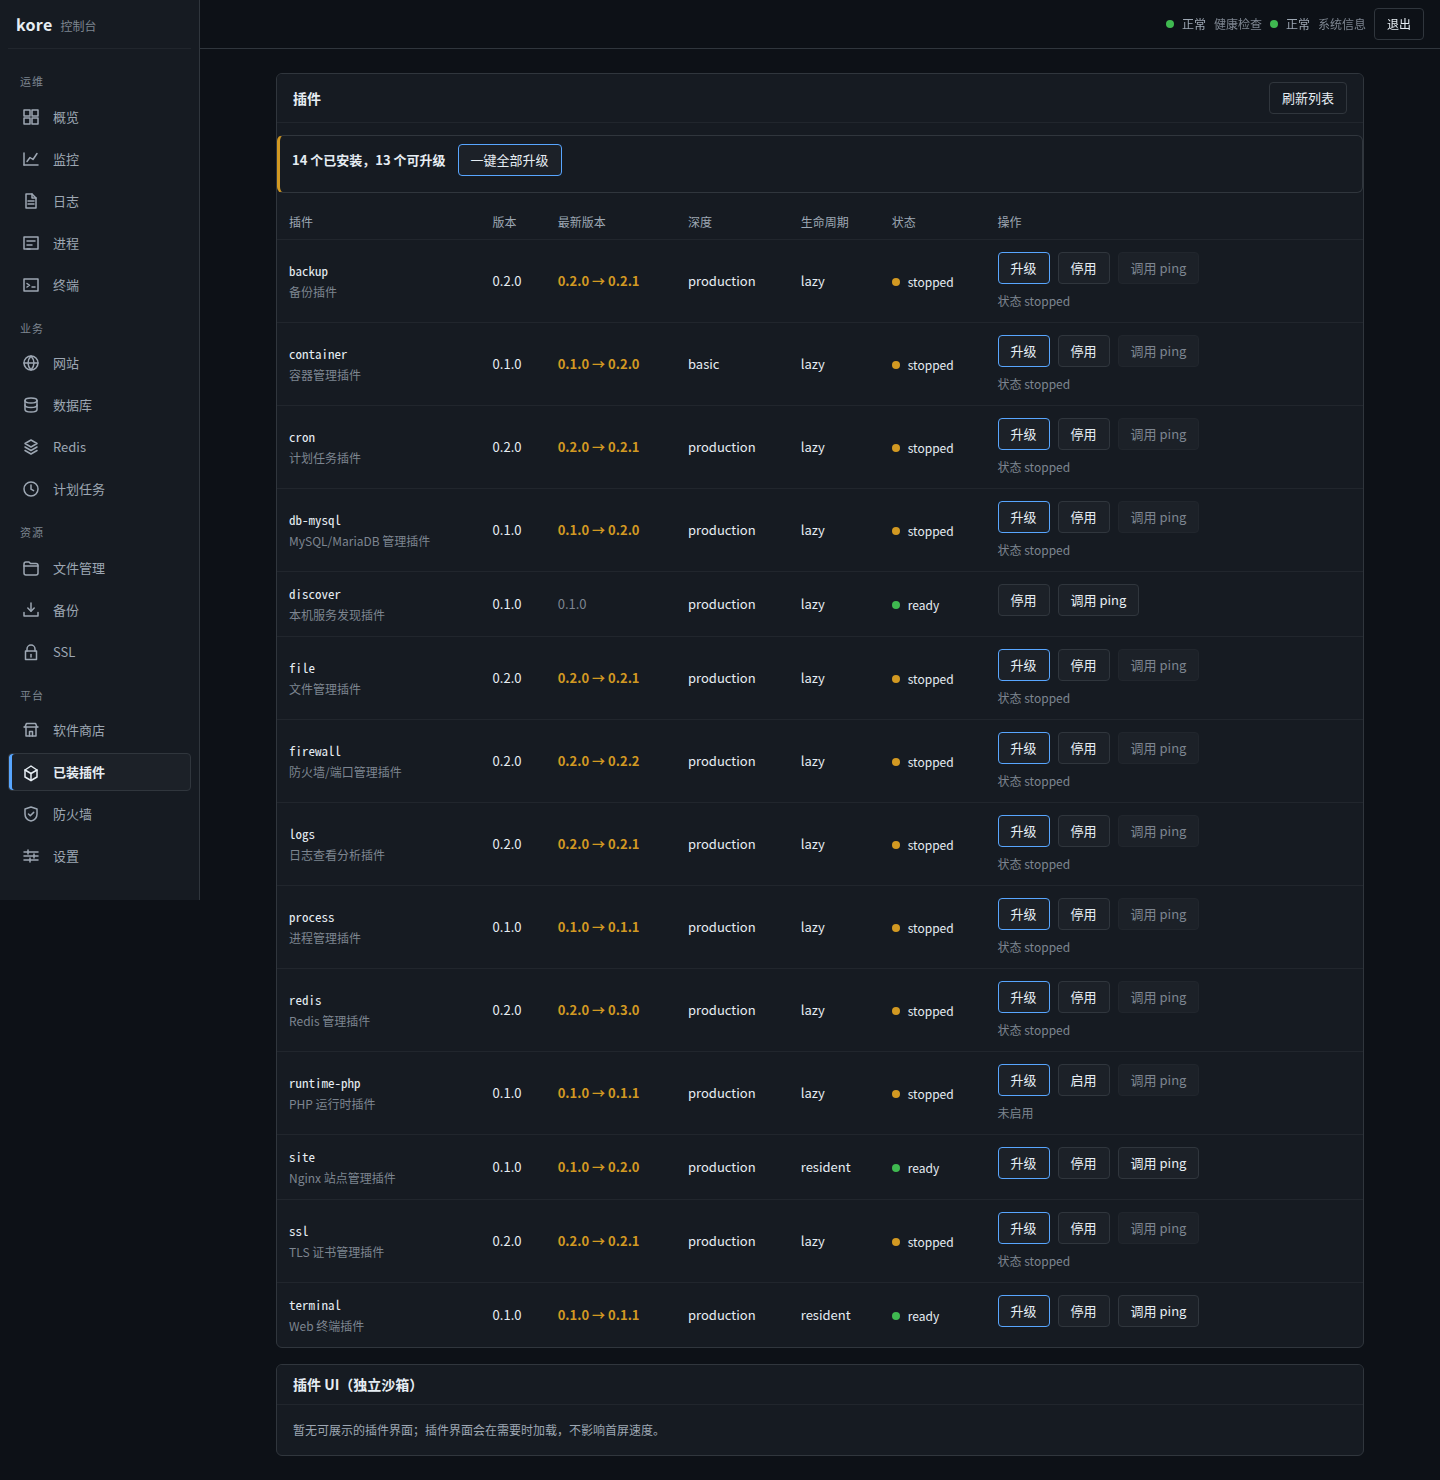 kore 控制台
正常 健康检查 正常 系统信息 退出
运维
概览
监控
日志
进程
终端
业务
网站
数据库
Redis
计划任务
资源
文件管理
备份
SSL
平台
软件商店
已装插件
防火墙
设置
插件 刷新列表
14 个已安装，13 个可升级 一键全部升级
插件 版本 最新版本 深度 生命周期 状态 操作
backup 0.2.0 0.2.0 → 0.2.1 production lazy stopped 升级 停用 调用 ping
备份插件 状态 stopped
container 0.1.0 0.1.0 → 0.2.0 basic lazy stopped 升级 停用 调用 ping
容器管理插件 状态 stopped
cron 0.2.0 0.2.0 → 0.2.1 production lazy stopped 升级 停用 调用 ping
计划任务插件 状态 stopped
db-mysql 0.1.0 0.1.0 → 0.2.0 production lazy stopped 升级 停用 调用 ping
MySQL/MariaDB 管理插件 状态 stopped
discover 0.1.0 0.1.0 production lazy ready 停用 调用 ping
本机服务发现插件
file 0.2.0 0.2.0 → 0.2.1 production lazy stopped 升级 停用 调用 ping
文件管理插件 状态 stopped
firewall 0.2.0 0.2.0 → 0.2.2 production lazy stopped 升级 停用 调用 ping
防火墙/端口管理插件 状态 stopped
logs 0.2.0 0.2.0 → 0.2.1 production lazy stopped 升级 停用 调用 ping
日志查看分析插件 状态 stopped
process 0.1.0 0.1.0 → 0.1.1 production lazy stopped 升级 停用 调用 ping
进程管理插件 状态 stopped
redis 0.2.0 0.2.0 → 0.3.0 production lazy stopped 升级 停用 调用 ping
Redis 管理插件 状态 stopped
runtime-php 0.1.0 0.1.0 → 0.1.1 production lazy stopped 升级 启用 调用 ping
PHP 运行时插件 未启用
site 0.1.0 0.1.0 → 0.2.0 production resident ready 升级 停用 调用 ping
Nginx 站点管理插件
ssl 0.2.0 0.2.0 → 0.2.1 production lazy stopped 升级 停用 调用 ping
TLS 证书管理插件 状态 stopped
terminal 0.1.0 0.1.0 → 0.1.1 production resident ready 升级 停用 调用 ping
Web 终端插件
插件 UI（独立沙箱）
暂无可展示的插件界面；插件界面会在需要时加载，不影响首屏速度。